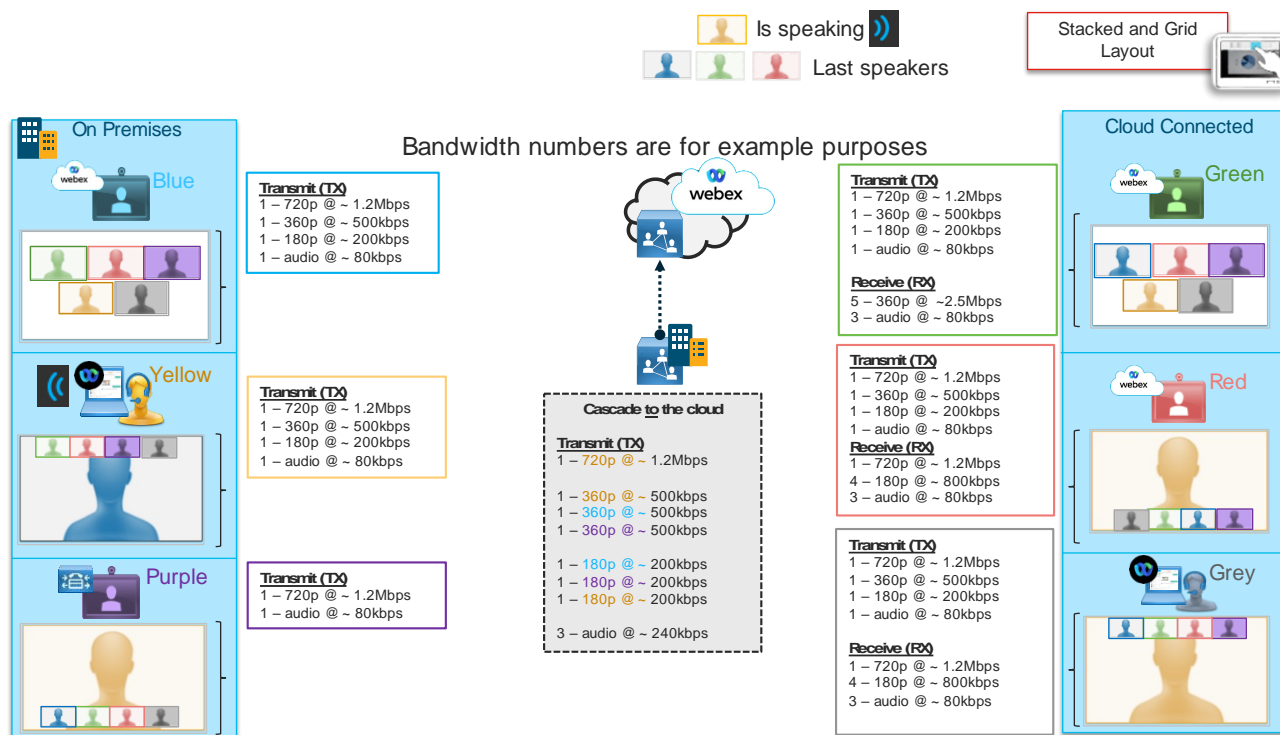 Is speaking
Last speakers
Stacked and Grid
Layout
Bandwidth numbers are for example purposes
On Premises
webex
Blue
Transmit (TX)
1 – 720p @ ~ 1.2Mbps
1 – 360p @ ~ 500kbps
1 – 180p @ ~ 200kbps
1 – audio @ ~ 80kbps
Yellow
Transmit (TX)
1 – 720p @ ~ 1.2Mbps
1 – 360p @ ~ 500kbps
1 – 180p @ ~ 200kbps
1 – audio @ ~ 80kbps
Purple
Transmit (TX)
1 – 720p @ ~ 1.2Mbps
1 – audio @ ~ 80kbps
webex
Cascade to the cloud
Transmit (TX)
1 – 720p @ ~ 1.2Mbps
1 – 360p @ ~ 500kbps
1 – 360p @ ~ 500kbps
1 – 360p @ ~ 500kbps
1 – 180p @ ~ 200kbps
1 – 180p @ ~ 200kbps
1 – 180p @ ~ 200kbps
3 – audio @ ~ 240kbps
Cloud Connected
webex
Green
Transmit (TX)
1 – 720p @ ~ 1.2Mbps
1 – 360p @ ~ 500kbps
1 – 180p @ ~ 200kbps
1 – audio @ ~ 80kbps
Receive (RX)
5 – 360p @ ~2.5Mbps
3 – audio @ ~ 80kbps
webex
Red
Transmit (TX)
1 – 720p @ ~ 1.2Mbps
1 – 360p @ ~ 500kbps
1 – 180p @ ~ 200kbps
1 – audio @ ~ 80kbps
Receive (RX)
1 – 720p @ ~ 1.2Mbps
4 – 180p @ ~ 800kbps
3 – audio @ ~ 80kbps
Grey
Transmit (TX)
1 – 720p @ ~ 1.2Mbps
1 – 360p @ ~ 500kbps
1 – 180p @ ~ 200kbps
1 – audio @ ~ 80kbps
Receive (RX)
1 – 720p @ ~ 1.2Mbps
4 – 180p @ ~ 800kbps
3 – audio @ ~ 80kbps